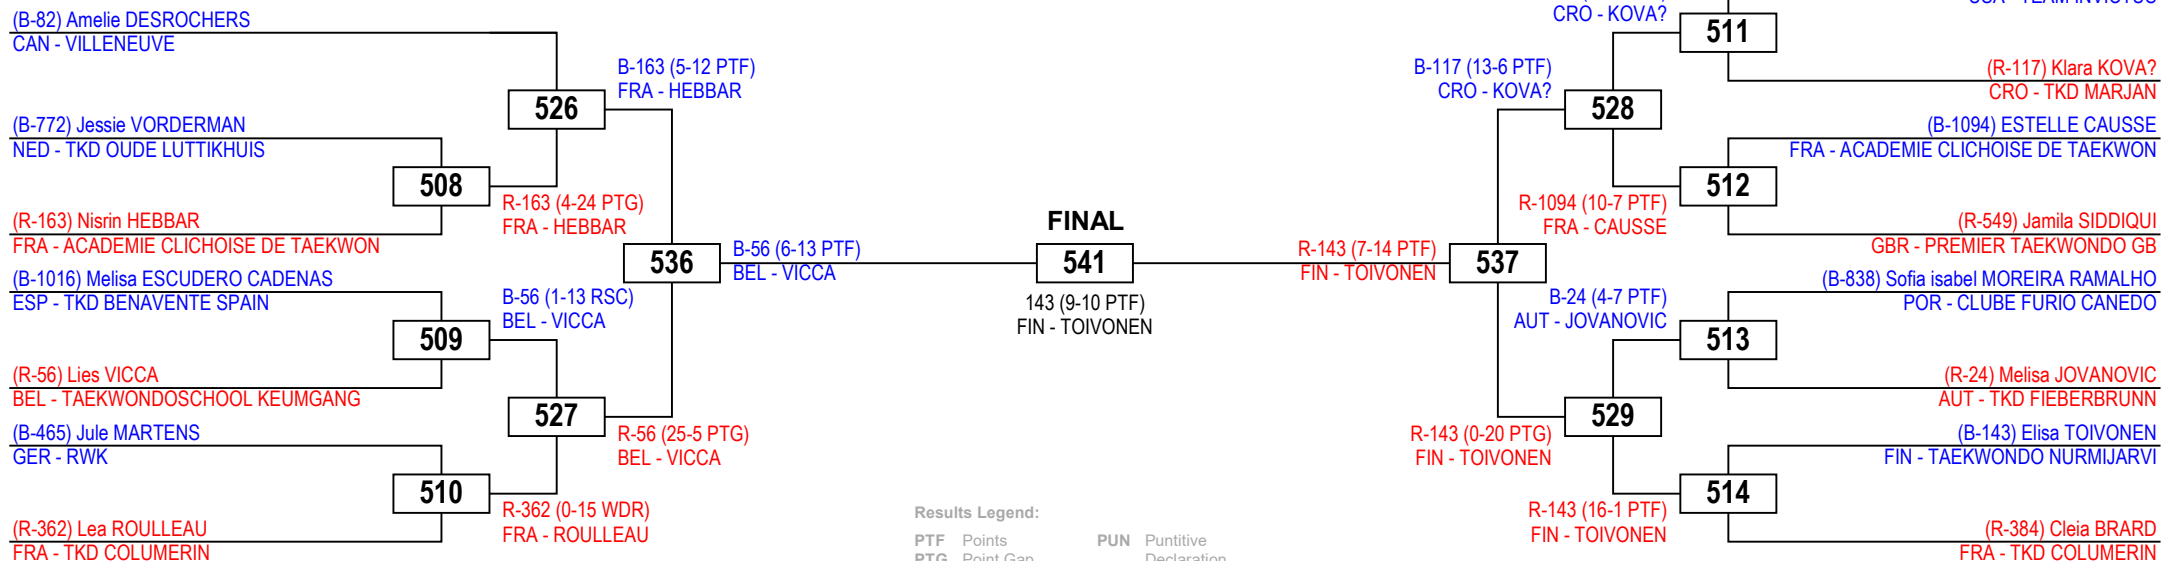 (B-82) Amelie DESROCHERS
CAN - VILLENEUVE
B-163 (5-12 PTF)
FRA - HEBBAR
526
(B-772) Jessie VORDERMAN
NED - TKD OUDE LUTTIKHUIS
508
R-163 (4-24 PTG)
FRA - HEBBAR
(R-163) Nisrin HEBBAR
FRA - ACADEMIE CLICHOISE DE TAEKWON
536
B-56 (6-13 PTF)
BEL - VICCA
(B-1016) Melisa ESCUDERO CADENAS
ESP - TKD BENAVENTE SPAIN
B-56 (1-13 RSC)
BEL - VICCA
509
(R-56) Lies VICCA
BEL - TAEKWONDOSCHOOL KEUMGANG
527
R-56 (25-5 PTG)
BEL - VICCA
(B-465) Jule MARTENS
GER - RWK
510
R-362 (0-15 WDR)
FRA - ROULLEAU
(R-362) Lea ROULLEAU
FRA - TKD COLUMERIN
FINAL
541
143 (9-10 PTF)
FIN - TOIVONEN
Results Legend:
PTF Points
PUN Puntitive
PTG Point Gap
Declaration
CRO - KOVA?
511
B-117 (13-6 PTF)
CRO - KOVA?
(R-117) Klara KOVA?
CRO - TKD MARJAN
528
(B-1094) ESTELLE CAUSSE
FRA - ACADEMIE CLICHOISE DE TAEKWON
512
R-1094 (10-7 PTF)
FRA - CAUSSE
(R-549) Jamila SIDDIQUI
GBR - PREMIER TAEKWONDO GB
R-143 (7-14 PTF)
FIN - TOIVONEN
537
(B-838) Sofia isabel MOREIRA RAMALHO
POR - CLUBE FURIO CANEDO
B-24 (4-7 PTF)
AUT - JOVANOVIC
513
(R-24) Melisa JOVANOVIC
AUT - TKD FIEBERBRUNN
529
R-143 (0-20 PTG)
FIN - TOIVONEN
(B-143) Elisa TOIVONEN
FIN - TAEKWONDO NURMIJARVI
514
R-143 (16-1 PTF)
FIN - TOIVONEN
(R-384) Cleia BRARD
FRA - TKD COLUMERIN